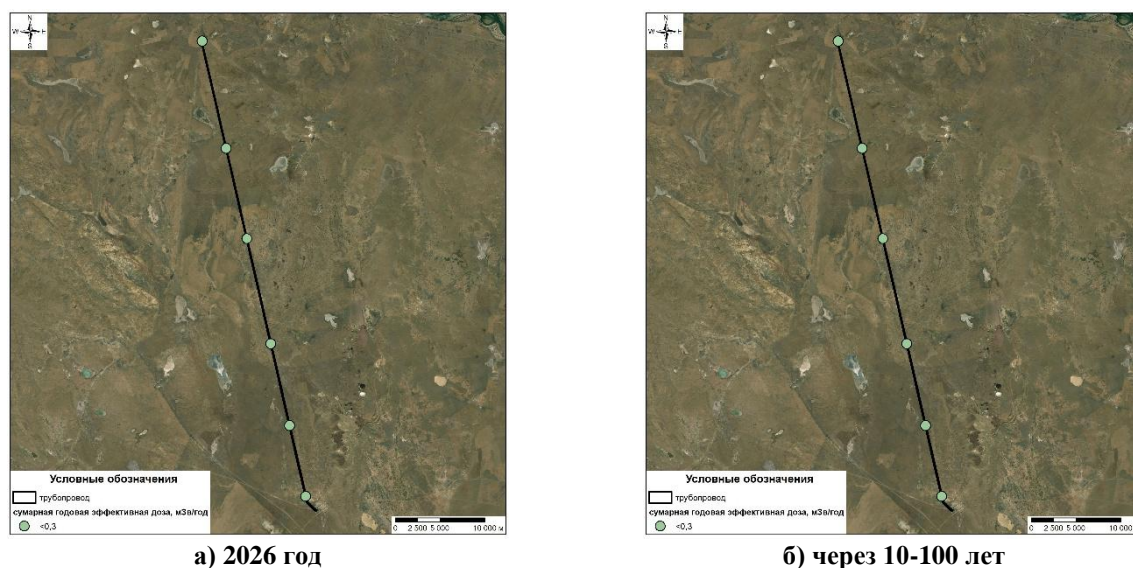 N
W E
S
Условные обозначения
трубопровод
сумарная годовая эффективная доза, мЗв/год
<0,3
0 2 500 5 000 10 000 м
а) 2026 год
N
W E
S
Условные обозначения
трубопровод
сумарная годовая эффективная доза, мЗв/год
<0,3
0 2 500 5 000 10 000 м
б) через 10-100 лет